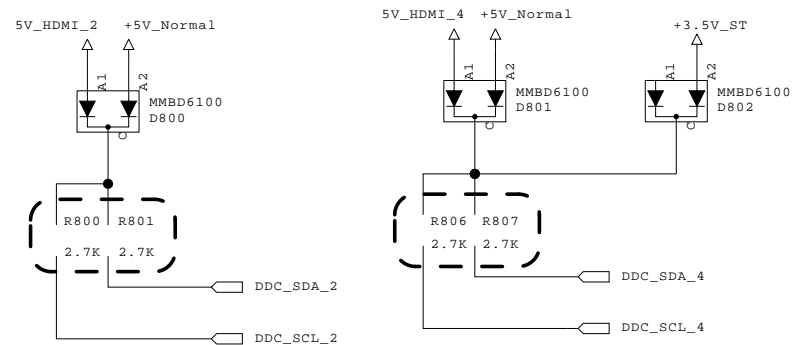 5V_HDMI_2 +5V_Normal
A1
A2
MMBD6100
D800
C
R800 R801
2.7K 2.7K
DDC_SDA_2
DDC_SCL_2
5V_HDMI_4 +5V_Normal
A1
A2
MMBD6100
D801
C
+3.5V_ST
A1
A2
MMBD6100
D802
C
R806 R807
2.7K 2.7K
DDC_SDA_4
DDC_SCL_4